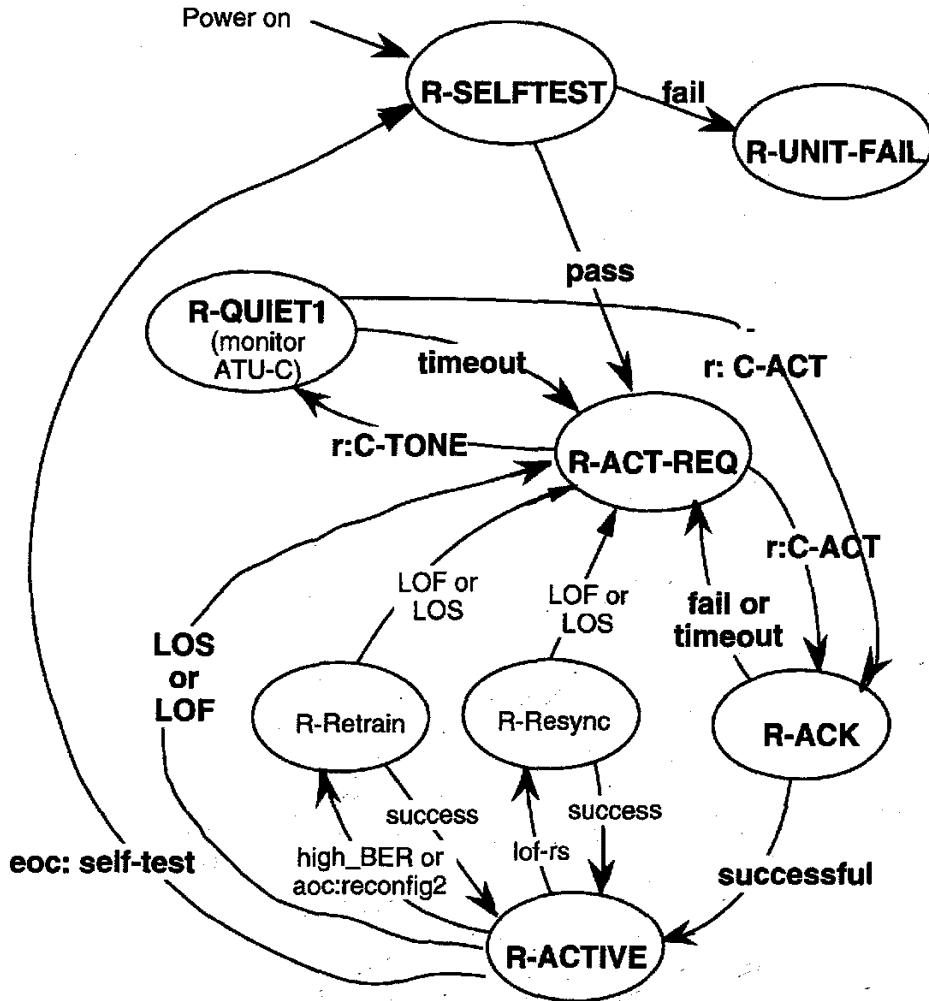 Power on
R-SELFTEST
fail
R-UNIT-FAIL
pass
R-QUIET1
(monitor
ATU-C)
timeout
r: C-ACT
r:C-TONE
R-ACT-REQ
r:C-ACT
LOF or
LOS
LOF or
LOS
fail or
timeout
LOS
or
LOF
R-Retrain
R-Resync
R-ACK
success
success
high_BER or
aoc:reconfig2
lof-rs
eoc: self-test
successful
R-ACTIVE